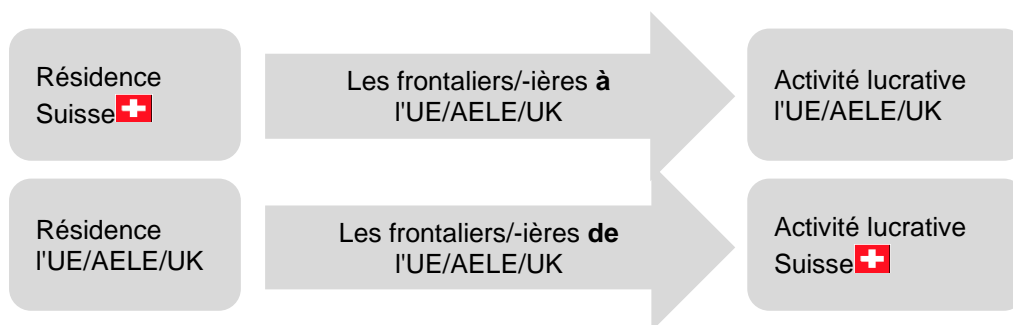 Résidence
Suisse
Les frontaliers/-ières à
l'UE/AELE/UK
Activité lucrative
l'UE/AELE/UK
Résidence
l'UE/AELE/UK
Les frontaliers/-ières de
l'UE/AELE/UK
Activité lucrative
Suisse